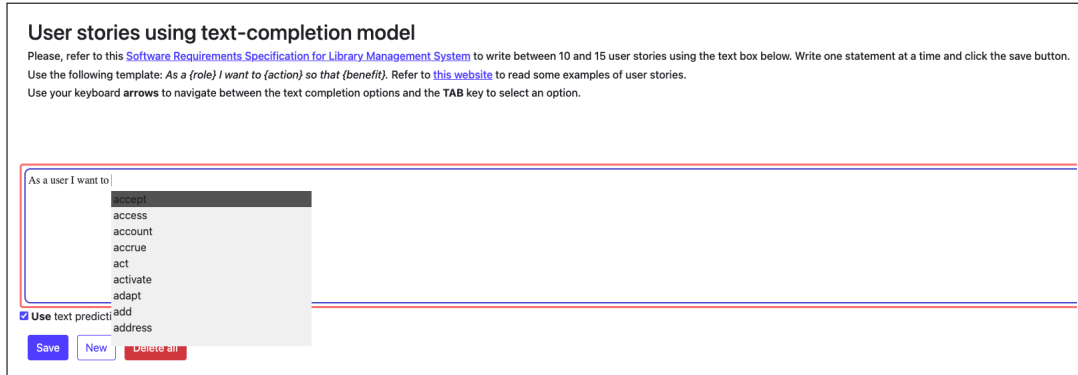 User stories using text-completion model
Please, refer to this Software Requirements Specification for Library Management System to write between 10 and 15 user stories using the text box below. Write one statement at a time and click the save button.
Use the following template: As a {role} I want to {action} so that {benefit}. Refer to this website to read some examples of user stories.
Use your keyboard arrows to navigate between the text completion options and the TAB key to select an option.
As a user I want to
accept
access
account
accrue
act
activate
adapt
add
address
Use text predicti
Save New Delete all